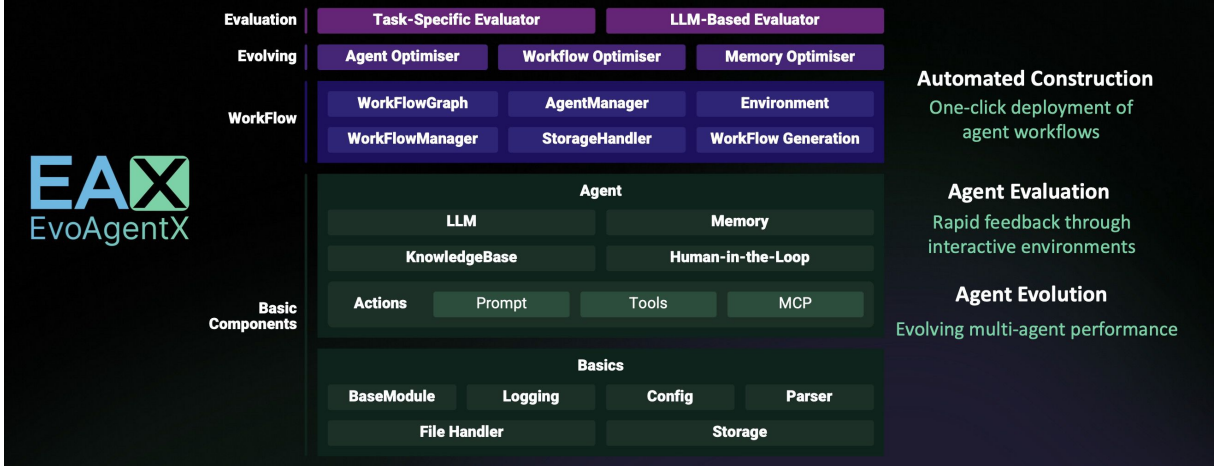 Evaluation
Task-Specific Evaluator
LLM-Based Evaluator
Evolving
Agent Optimiser
Workflow Optimiser
Memory Optimiser
WorkFlow
WorkFlowGraph
AgentManager
Environment
WorkFlowManager
StorageHandler
WorkFlow Generation
EAX
EvoAgentX
Basic
Components
Agent
LLM
Memory
KnowledgeBase
Human-in-the-Loop
Actions
Prompt
Tools
MCP
Basics
BaseModule
Logging
Config
Parser
File Handler
Storage
Automated Construction
One-click deployment of
agent workflows
Agent Evaluation
Rapid feedback through
interactive environments
Agent Evolution
Evolving multi-agent performance